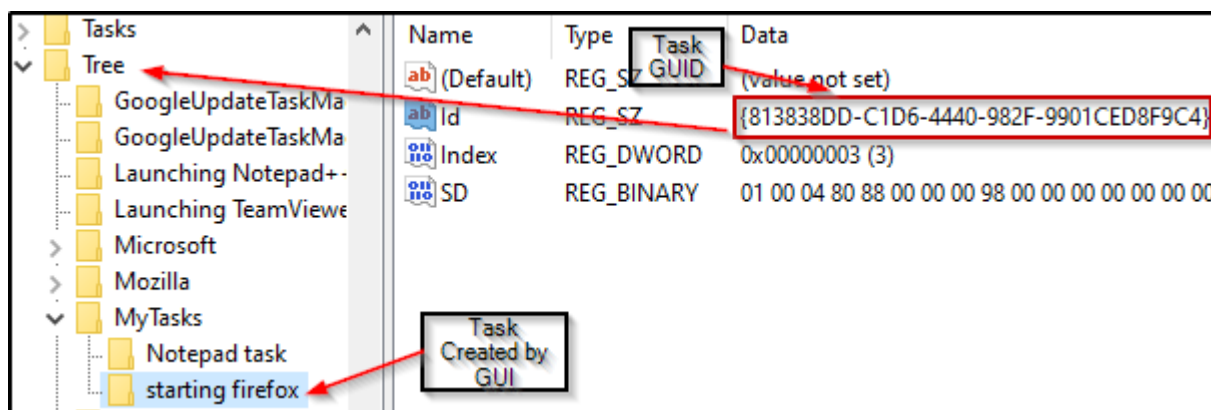 Tasks
Tree
GoogleUpdateTaskMa
GoogleUpdateTaskMa
Launching Notepad+-
Launching TeamViewe
Microsoft
Mozilla
MyTasks
Notepad task
starting firefox
Name Type Data
(Default) REG_SZ (value not set)
Id REG_SZ {813838DD-C1D6-4440-982F-9901CED8F9C4}
Index REG_DWORD 0x00000003 (3)
SD REG_BINARY 01 00 04 80 88 00 00 00 98 00 00 00 00 00 00 00
Task
GUID
Task
Created by
GUI